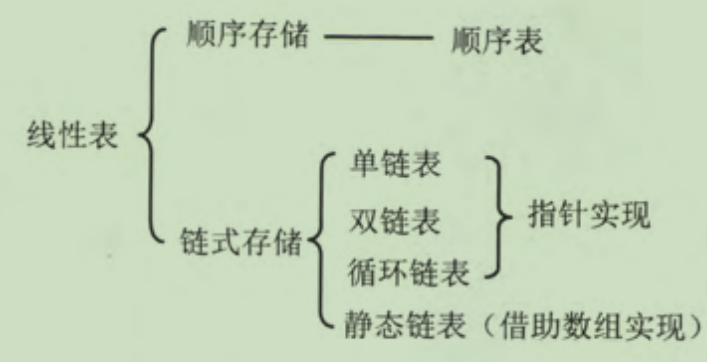 顺序存储
顺序表
线性表
单链表
双链表
指针实现
链式存储
循环链表
静态链表（借助数组实现）